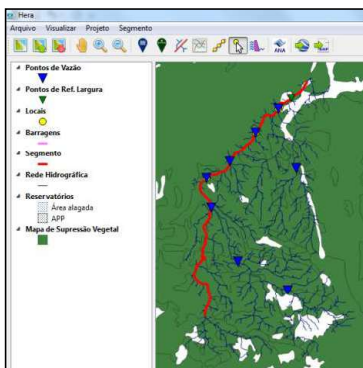 Hera
Arquivo Visualizar Projeto Segmento
ANA
Pontos de Vazão
Pontos de Ref. Largura
Locais
Barragens
Segmento
Rede Hidrográfica
Reservatórios
Área alagada
APP
Mapa de Supressão Vegetal